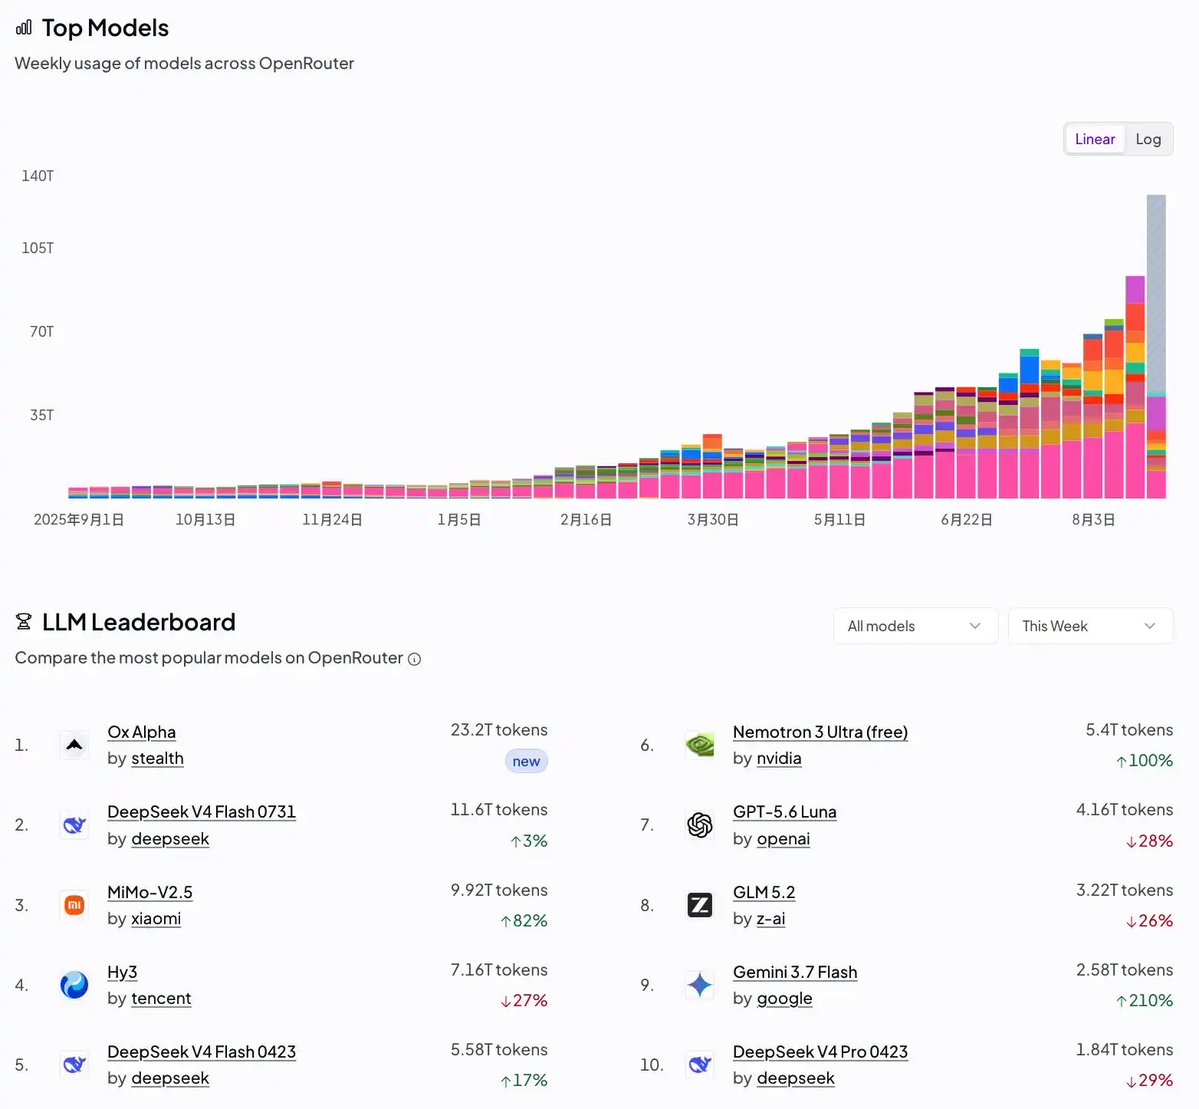 Top Models
Weekly usage of models across OpenRouter
Linear Log
140T
105T
70T
35T
2025年9月1日 10月13日 11月24日 1月5日 2月16日 3月30日 5月11日 6月22日 8月3日
LLM Leaderboard
All models This Week
Compare the most popular models on OpenRouter
1. Ox Alpha 23.2T tokens
by stealth new
2. DeepSeek V4 Flash 0731 11.6T tokens
by deepseek ↑3%
3. MiMo-V2.5 9.92T tokens
by xiaomi ↑82%
4. Hy3 7.16T tokens
by tencent ↓27%
5. DeepSeek V4 Flash 0423 5.58T tokens
by deepseek ↑17%
6. Nemotron 3 Ultra (free) 5.4T tokens
by nvidia ↑100%
7. GPT-5.6 Luna 4.16T tokens
by openai ↓28%
8. GLM 5.2 3.22T tokens
by z-ai ↓26%
9. Gemini 3.7 Flash 2.58T tokens
by google ↑210%
10. DeepSeek V4 Pro 0423 1.84T tokens
by deepseek ↓29%